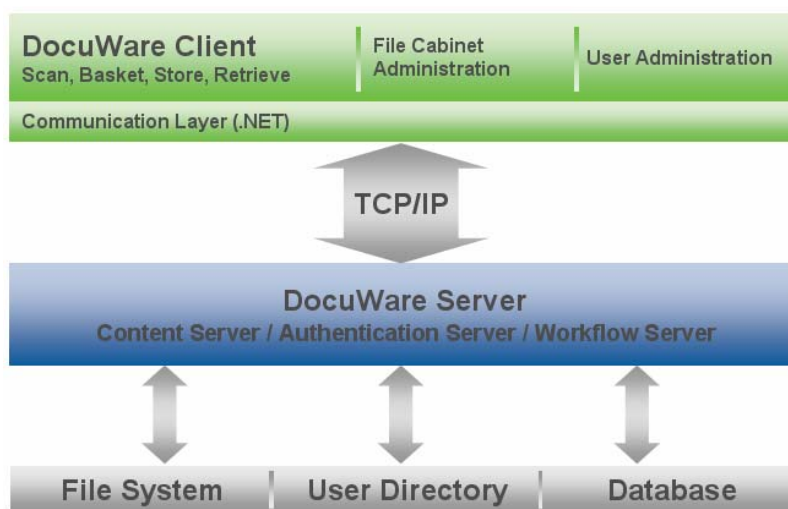 DocuWare Client
Scan, Basket, Store, Retrieve
File Cabinet
Administration
User Administration
Communication Layer (.NET)
TCP/IP
DocuWare Server
Content Server / Authentication Server / Workflow Server
File System
User Directory
Database